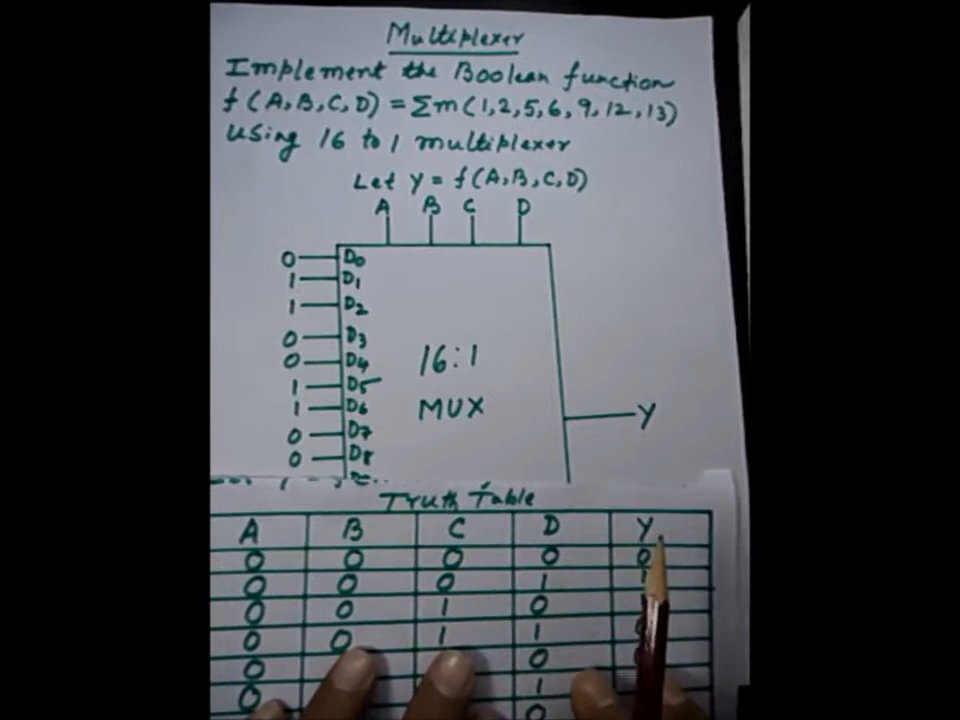 Multiplexer
Implement the Boolean function
f(A,B,C,D) = Σm(1,2,5,6,9,12,13)
using 16 to 1 multiplexer
Let Y = f(A,B,C,D)
A B C D
0 D0
1 D1
1 D2
0 D3
0 D4
1 D5
1 D6
0 D7
0 D8
16:1
MUX
Y
Truth Table
A B C D Y
0 0 0 0 0
0 0 0 1 1
0 0 1 0
0 0 1 1
0 0
0 1
0